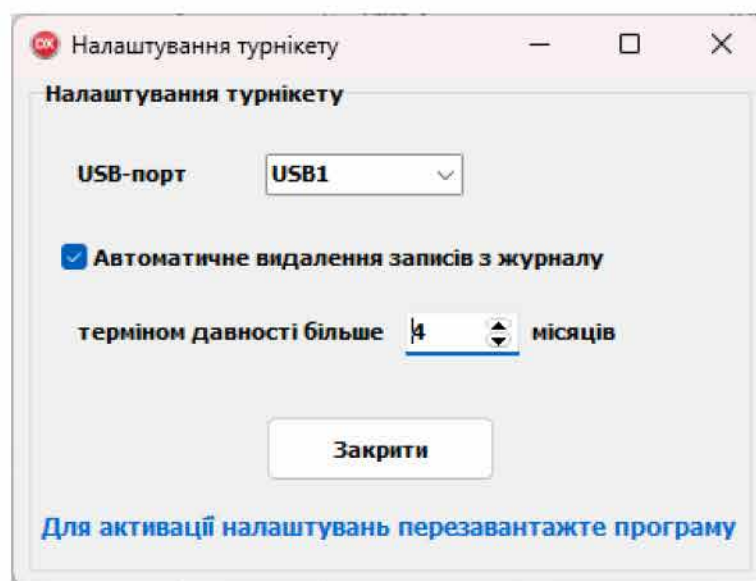 Налаштування турнікету
Налаштування турнікету
USB-порт USB1
Автоматичне видалення записів з журналу
терміном давності більше 4 місяців
Закрити
Для активації налаштувань перезавантажте програму